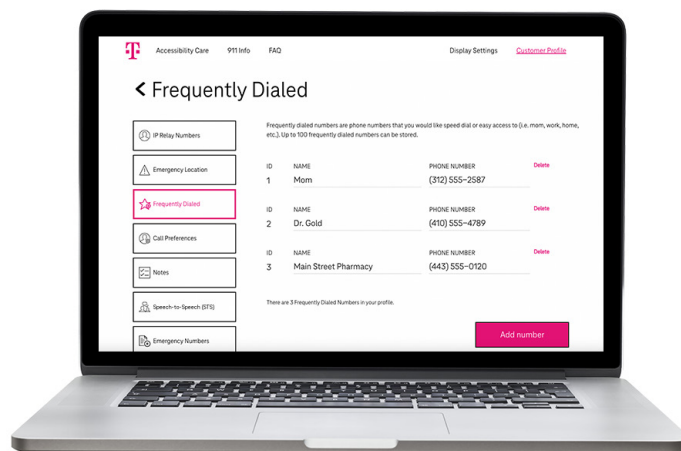 T Accessibility Care 911 Info FAQ Display Settings Customer Profile
< Frequently Dialed
IP Relay Numbers
Emergency Location
Frequently Dialed
Call Preferences
Notes
Speech-to-Speech (STS)
Emergency Numbers
Frequently dialed numbers are phone numbers that you would like speed dial or easy access to (i.e. mom, work, home,
etc.). Up to 100 frequently dialed numbers can be stored.
ID NAME PHONE NUMBER Delete
1 Mom (312) 555-2587
ID NAME PHONE NUMBER Delete
2 Dr. Gold (410) 555-4789
ID NAME PHONE NUMBER Delete
3 Main Street Pharmacy (443) 555-0120
There are 3 Frequently Dialed Numbers in your profile.
Add number